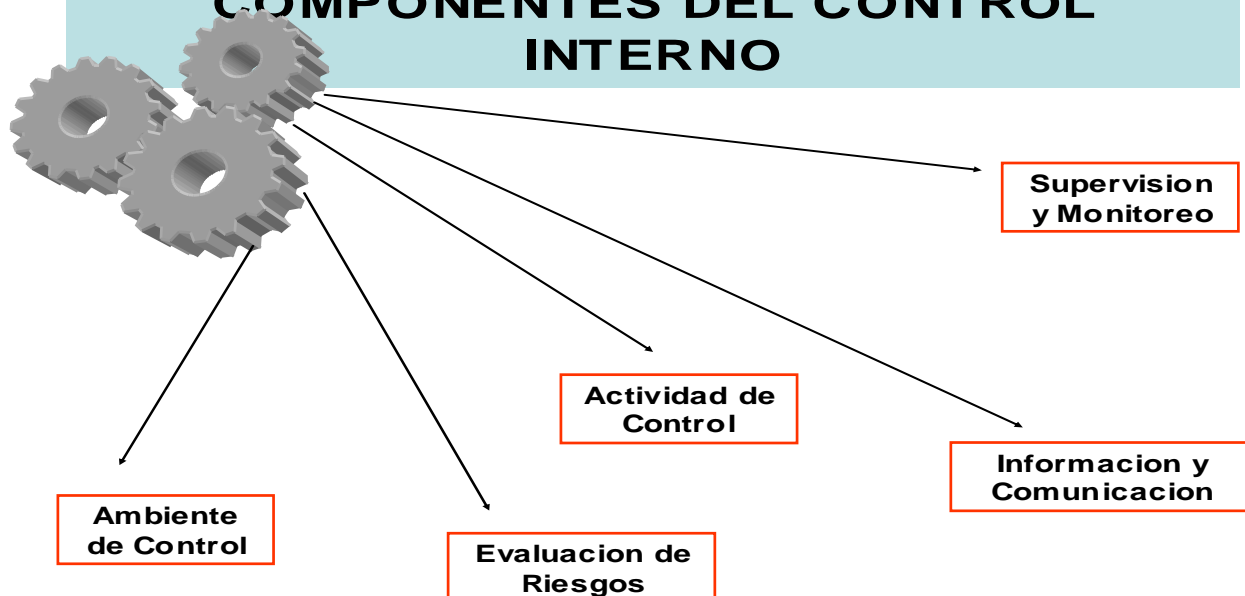 COMPONENTES DEL CONTROL
INTERNO
Supervision
y Monitoreo
Actividad de
Control
Informacion y
Comunicacion
Ambiente
de Control
Evaluacion de
Riesgos